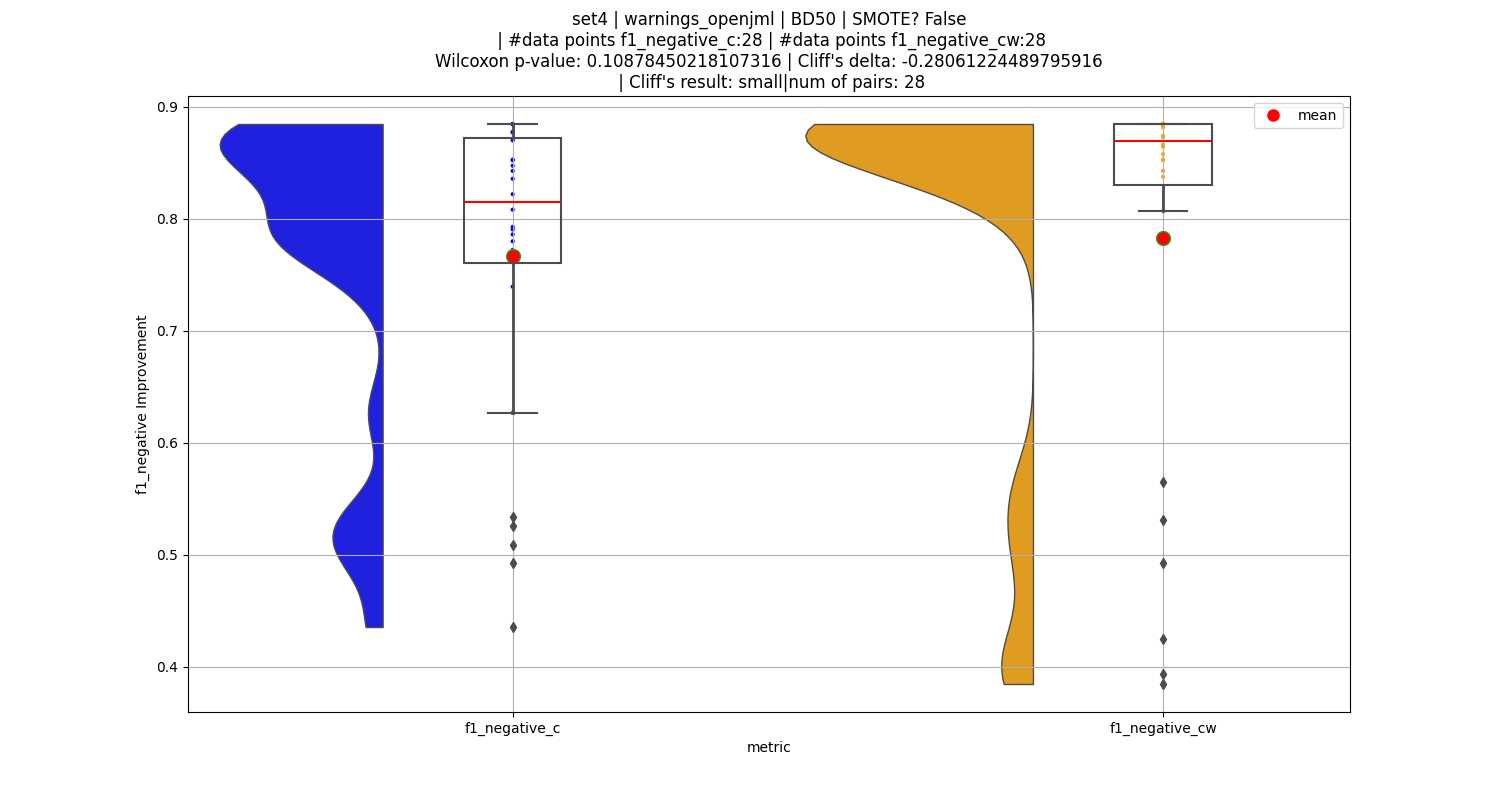 set4 | warnings_openjml | BD50 | SMOTE? False
| #data points f1_negative_c:28 | #data points f1_negative_cw:28
Wilcoxon p-value: 0.10878450218107316 | Cliff's delta: -0.28061224489795916
| Cliff's result: small|num of pairs: 28
mean
0.9
0.8
0.7
0.6
0.5
0.4
f1_negative Improvement
f1_negative_c
f1_negative_cw
metric